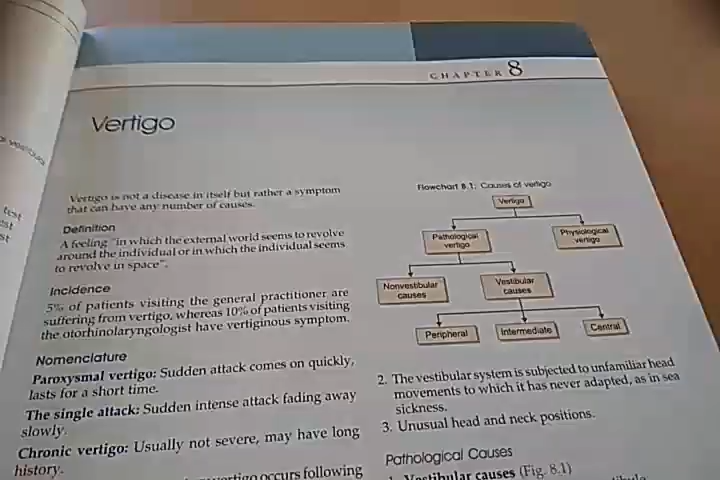 CHAPTER 8
Vertigo
Vertigo is not a disease in itself but rather a symptom
that can have any number of causes.
Definition
A feeling "in which the external world seems to revolve
around the individual or in which the individual seems
to revolve in space".
Incidence
5% of patients visiting the general practitioner are
suffering from vertigo, whereas 10% of patients visiting
the otorhinolaryngologist have vertiginous symptom.
Nomenclature
Paroxysmal vertigo: Sudden attack comes on quickly,
lasts for a short time.
The single attack: Sudden intense attack fading away
slowly.
Chronic vertigo: Usually not severe, may have long
history.
vertigo occurs following
Flowchart 8.1: Causes of vertigo
Vertigo
Pathological
vertigo
Physiological
vertigo
Nonvestibular
causes
Vestibular
causes
Peripheral
Intermediate
Central
2. The vestibular system is subjected to unfamiliar head
movements to which it has never adapted, as in sea
sickness.
3. Unusual head and neck positions.
Pathological Causes
1. Vestibular causes (Fig. 8.1)
test